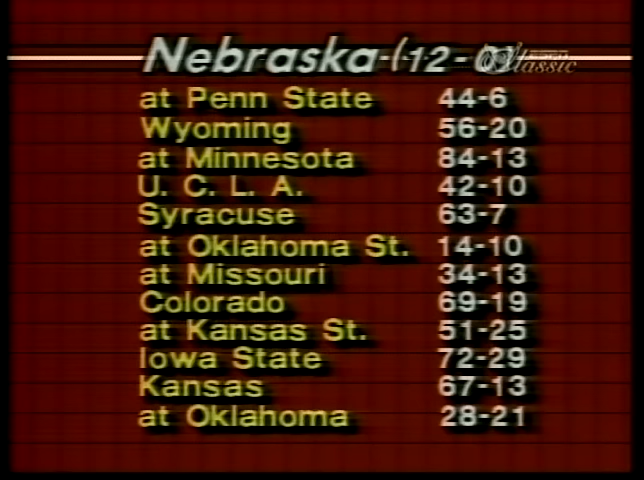 Nebraska (12-0)
ESPN Classic
at Penn State 44-6
Wyoming 56-20
at Minnesota 84-13
U. C. L. A. 42-10
Syracuse 63-7
at Oklahoma St. 14-10
at Missouri 34-13
Colorado 69-19
at Kansas St. 51-25
Iowa State 72-29
Kansas 67-13
at Oklahoma 28-21